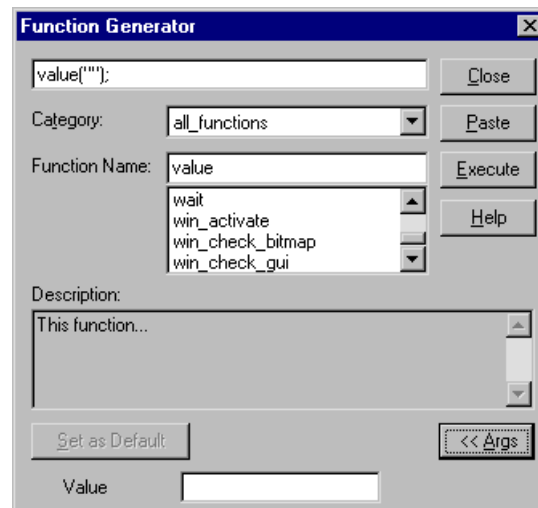 Function Generator
value("");
Close
Category:
all_functions
Paste
Function Name:
value
Execute
wait
win_activate
win_check_bitmap
win_check_gui
Help
Description:
This function...
Set as Default
<< Args
Value